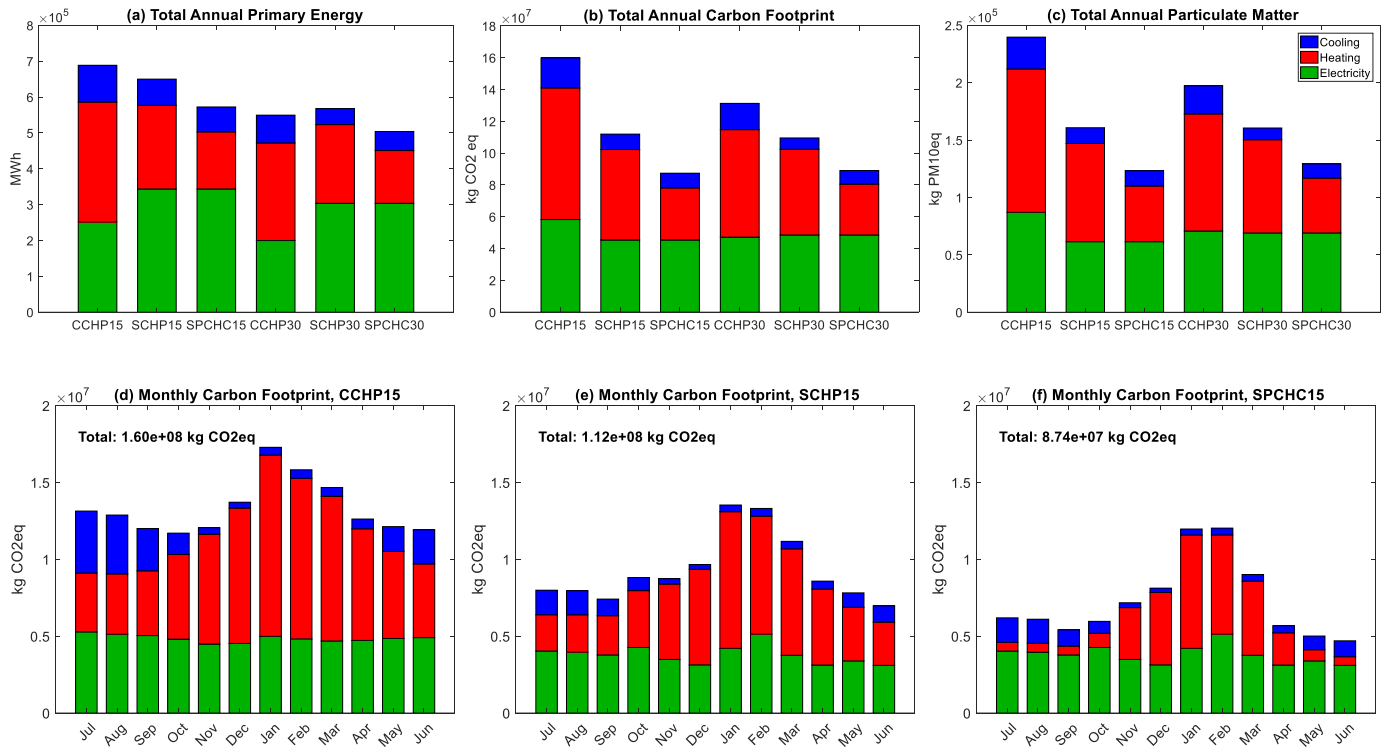 (a) Total Annual Primary Energy
×10^5
MWh
8
7
6
5
4
3
2
1
0
CCHP15 SCHP15 SPCHC15 CCHP30 SCHP30 SPCHC30
(b) Total Annual Carbon Footprint
×10^7
kg CO2 eq
18
16
14
12
10
8
6
4
2
0
CCHP15 SCHP15 SPCHC15 CCHP30 SCHP30 SPCHC30
(c) Total Annual Particulate Matter
×10^5
kg PM10eq
2.5
2
1.5
1
0.5
0
Cooling
Heating
Electricity
CCHP15 SCHP15 SPCHC15 CCHP30 SCHP30 SPCHC30
(d) Monthly Carbon Footprint, CCHP15
×10^7
Total: 1.60e+08 kg CO2eq
kg CO2eq
2
1.5
1
0.5
0
Jul Aug Sep Oct Nov Dec Jan Feb Mar Apr May Jun
(e) Monthly Carbon Footprint, SCHP15
×10^7
Total: 1.12e+08 kg CO2eq
kg CO2eq
2
1.5
1
0.5
0
Jul Aug Sep Oct Nov Dec Jan Feb Mar Apr May Jun
(f) Monthly Carbon Footprint, SPCHC15
×10^7
Total: 8.74e+07 kg CO2eq
kg CO2eq
2
1.5
1
0.5
0
Jul Aug Sep Oct Nov Dec Jan Feb Mar Apr May Jun